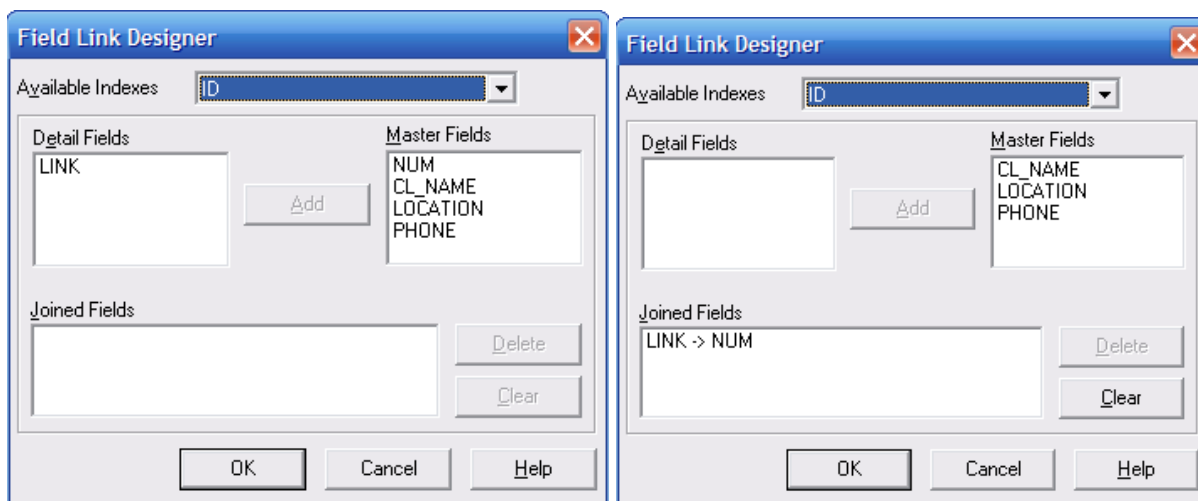 Field Link Designer
Available Indexes ID
Detail Fields
Master Fields
LINK
NUM
CL_NAME
LOCATION
PHONE
Add
Joined Fields
Delete
Clear
OK Cancel Help
Field Link Designer
Available Indexes ID
Detail Fields
Master Fields
CL_NAME
LOCATION
PHONE
Add
Joined Fields
LINK -> NUM
Delete
Clear
OK Cancel Help